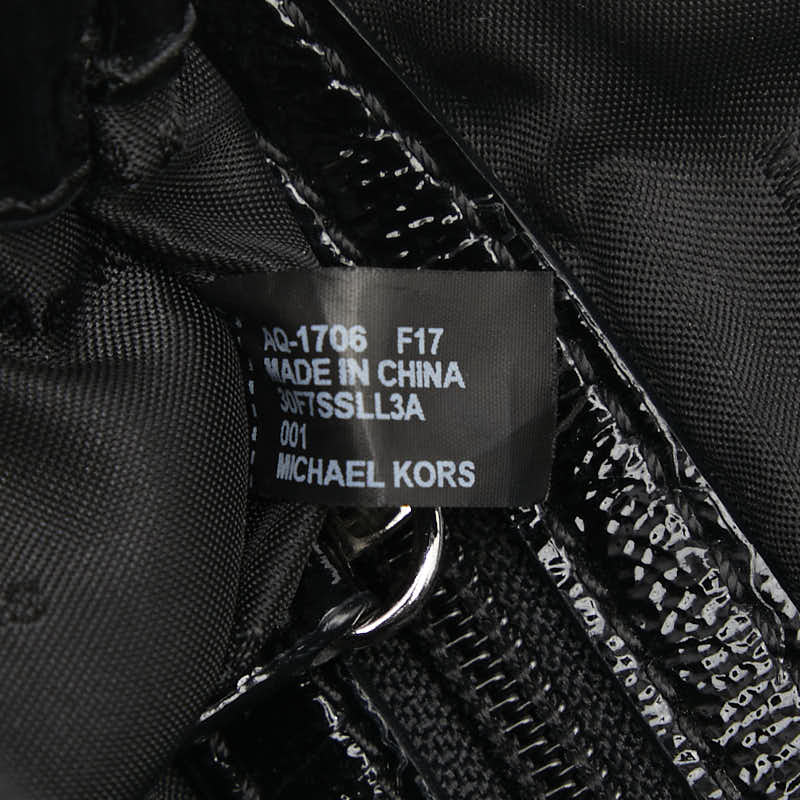 AQ-1706 F17
MADE IN CHINA
30F7SSLL3A
001
MICHAEL KORS